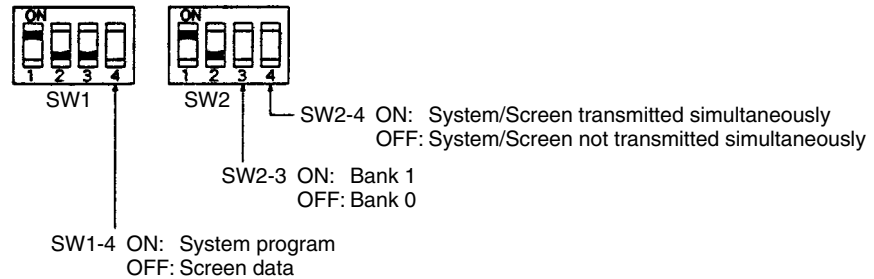 ON
1 2 3 4
SW1
ON
1 2 3 4
SW2
SW2-4 ON: System/Screen transmitted simultaneously
OFF: System/Screen not transmitted simultaneously
SW2-3 ON: Bank 1
OFF: Bank 0
SW1-4 ON: System program
OFF: Screen data